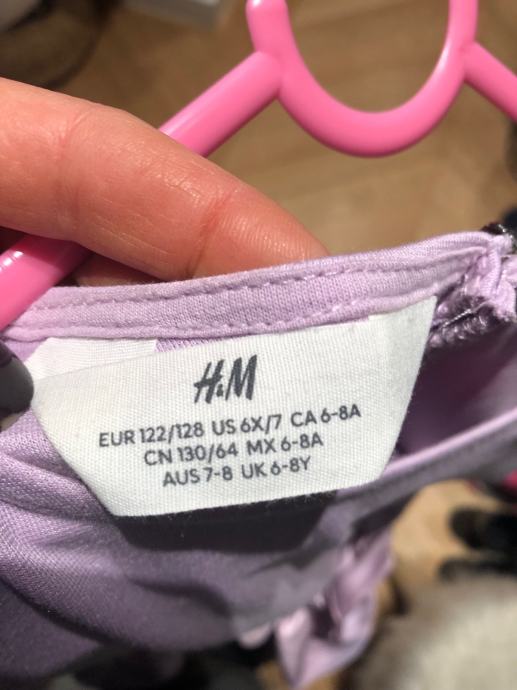 H&M
EUR 122/128 US 6X/7 CA 6-8A
CN 130/64 MX 6-8A
AUS 7-8 UK 6-8Y